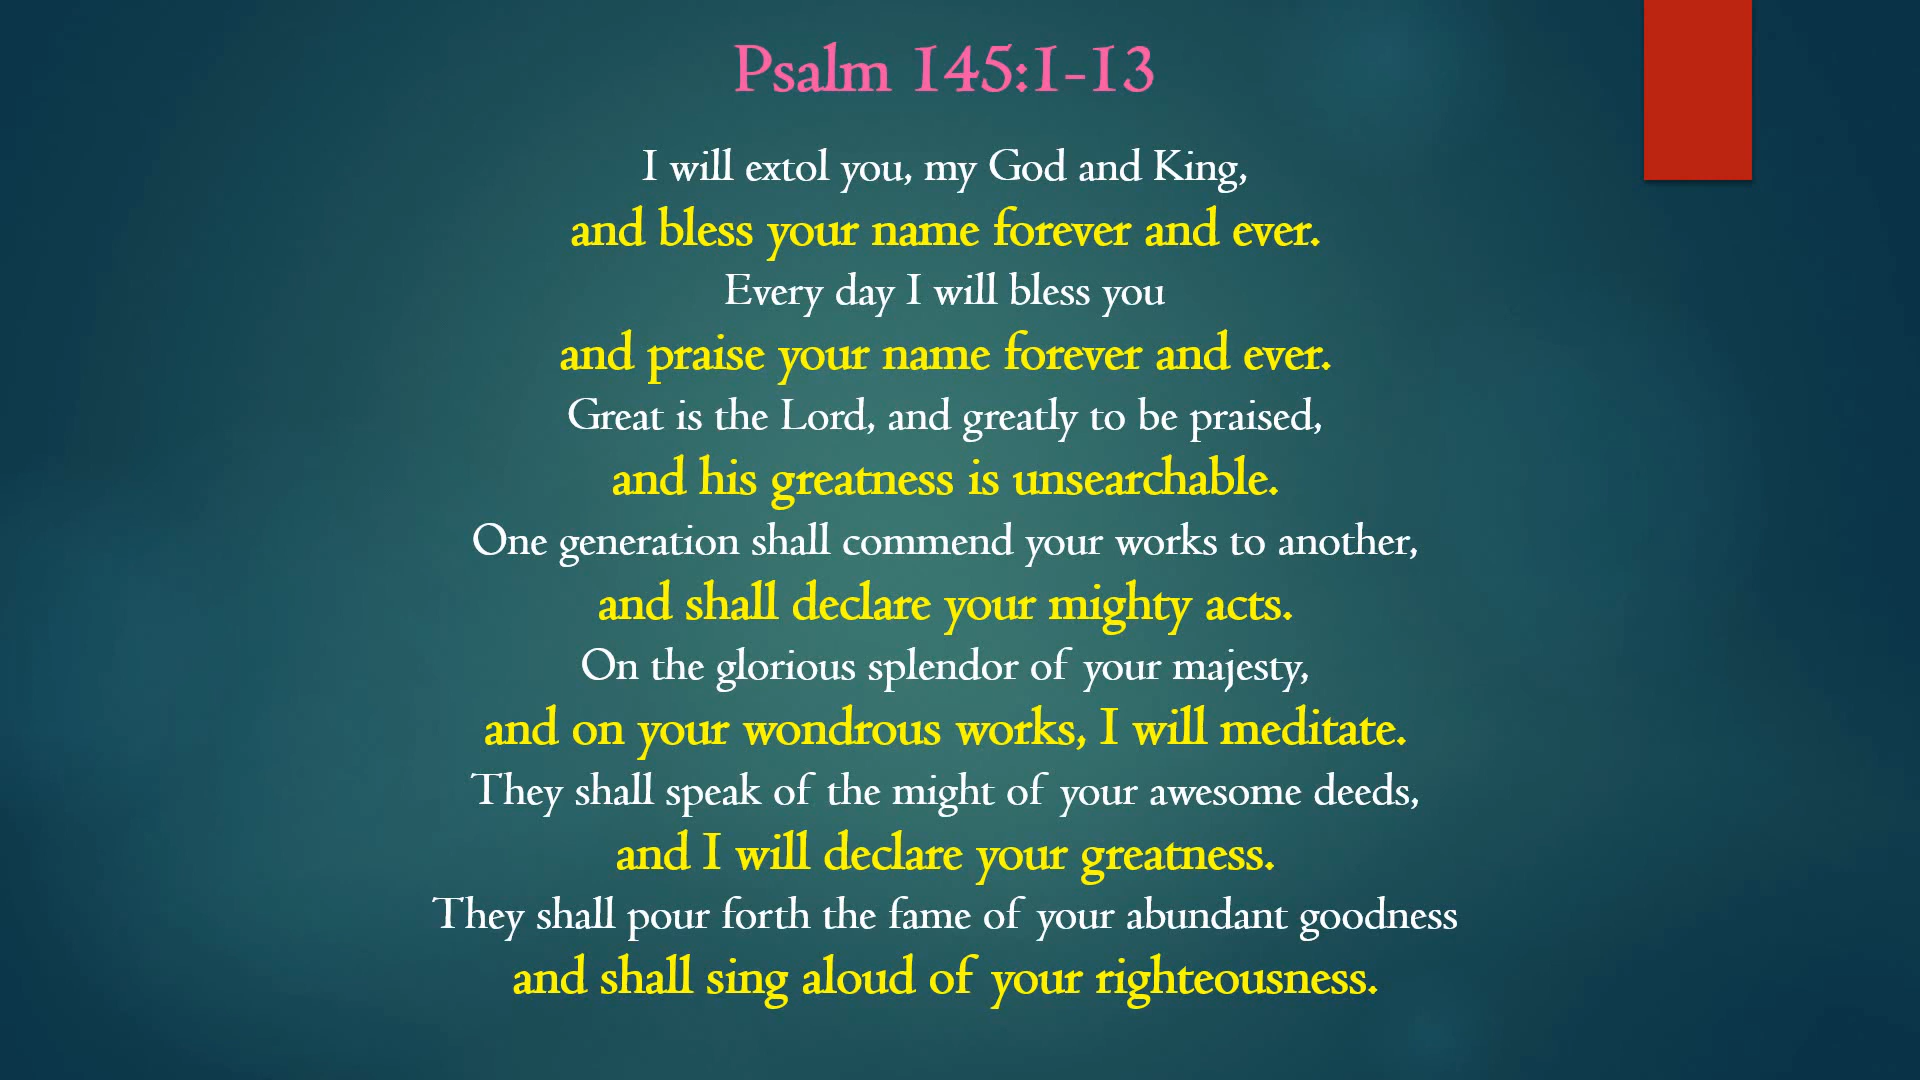 Psalm 145:1-13
I will extol you, my God and King,
and bless your name forever and ever.
Every day I will bless you
and praise your name forever and ever.
Great is the Lord, and greatly to be praised,
and his greatness is unsearchable.
One generation shall commend your works to another,
and shall declare your mighty acts.
On the glorious splendor of your majesty,
and on your wondrous works, I will meditate.
They shall speak of the might of your awesome deeds,
and I will declare your greatness.
They shall pour forth the fame of your abundant goodness
and shall sing aloud of your righteousness.